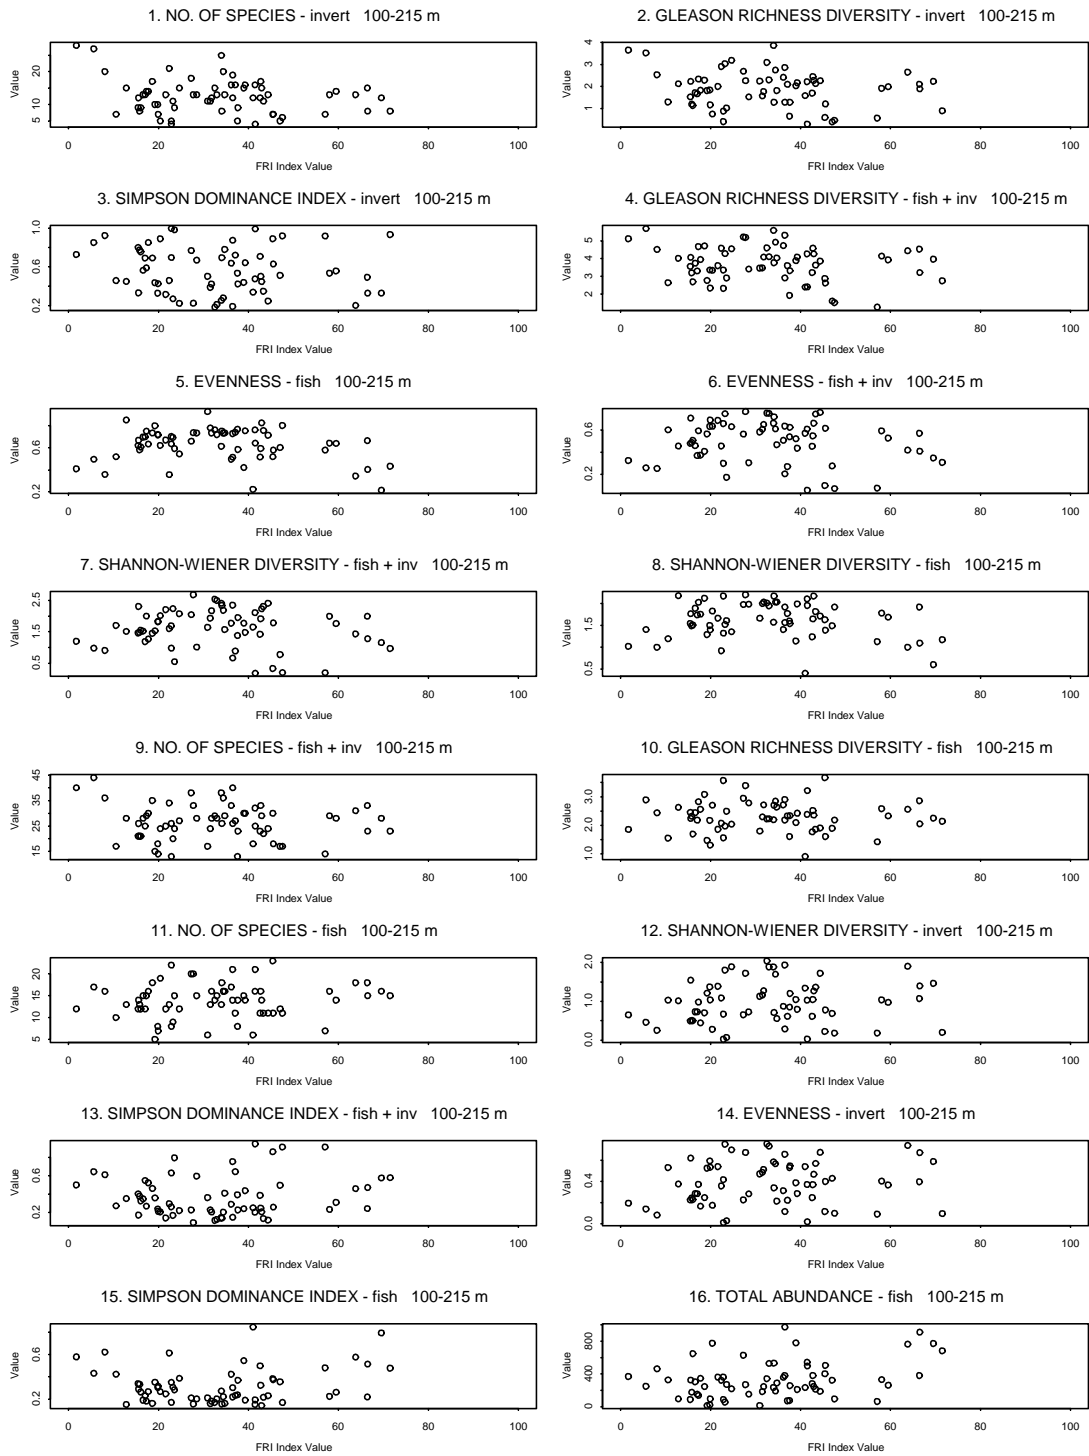 1. NO. OF SPECIES - invert 100-215 m
Value
5 10 20
0 20 40 60 80 100
FRI Index Value
2. GLEASON RICHNESS DIVERSITY - invert 100-215 m
Value
1 2 3 4
0 20 40 60 80 100
FRI Index Value
3. SIMPSON DOMINANCE INDEX - invert 100-215 m
Value
0.2 0.6 1.0
0 20 40 60 80 100
FRI Index Value
4. GLEASON RICHNESS DIVERSITY - fish + inv 100-215 m
Value
2 3 4 5
0 20 40 60 80 100
FRI Index Value
5. EVENNESS - fish 100-215 m
Value
0.2 0.6
0 20 40 60 80 100
FRI Index Value
6. EVENNESS - fish + inv 100-215 m
Value
0.2 0.6
0 20 40 60 80 100
FRI Index Value
7. SHANNON-WIENER DIVERSITY - fish + inv 100-215 m
Value
0.5 1.5 2.5
0 20 40 60 80 100
FRI Index Value
8. SHANNON-WIENER DIVERSITY - fish 100-215 m
Value
0.5 1.5
0 20 40 60 80 100
FRI Index Value
9. NO. OF SPECIES - fish + inv 100-215 m
Value
15 25 35 45
0 20 40 60 80 100
FRI Index Value
10. GLEASON RICHNESS DIVERSITY - fish 100-215 m
Value
1.0 2.0 3.0
0 20 40 60 80 100
FRI Index Value
11. NO. OF SPECIES - fish 100-215 m
Value
5 10 20
0 20 40 60 80 100
FRI Index Value
12. SHANNON-WIENER DIVERSITY - invert 100-215 m
Value
0.0 1.0 2.0
0 20 40 60 80 100
FRI Index Value
13. SIMPSON DOMINANCE INDEX - fish + inv 100-215 m
Value
0.2 0.6
0 20 40 60 80 100
FRI Index Value
14. EVENNESS - invert 100-215 m
Value
0.0 0.4
0 20 40 60 80 100
FRI Index Value
15. SIMPSON DOMINANCE INDEX - fish 100-215 m
Value
0.2 0.6
0 20 40 60 80 100
FRI Index Value
16. TOTAL ABUNDANCE - fish 100-215 m
Value
0 400 800
0 20 40 60 80 100
FRI Index Value